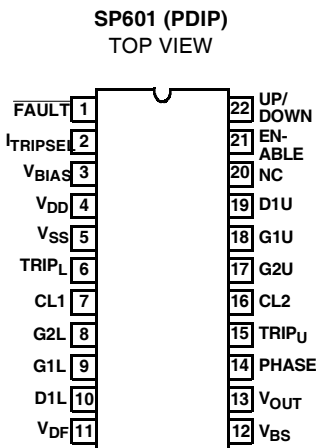 SP601 (PDIP)
TOP VIEW
FAULT 1
ITRIPSEL 2
VBIAS 3
VDD 4
VSS 5
TRIPL 6
CL1 7
G2L 8
G1L 9
D1L 10
VDF 11
22 UP/
DOWN
21 EN-
ABLE
20 NC
19 D1U
18 G1U
17 G2U
16 CL2
15 TRIPU
14 PHASE
13 VOUT
12 VBS